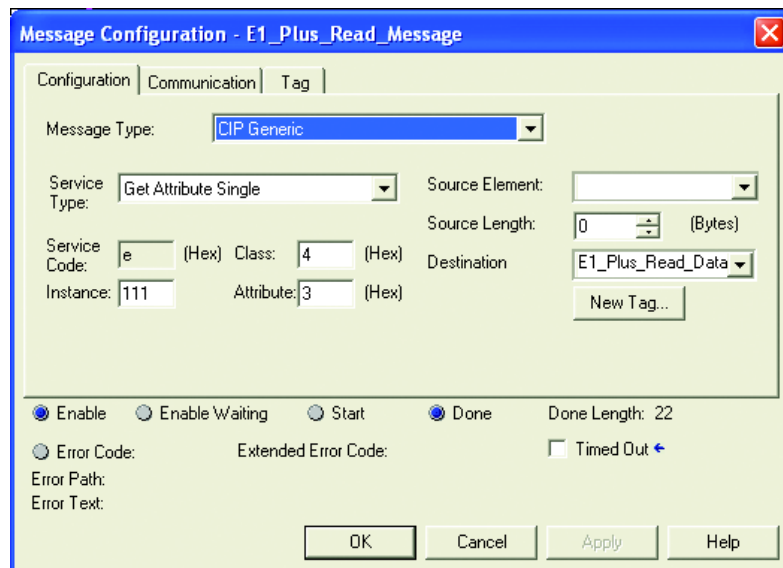 Message Configuration - E1_Plus_Read_Message
Configuration Communication Tag
Message Type: CIP Generic
Service Type: Get Attribute Single
Source Element:
Source Length: 0 (Bytes)
Service Code: e (Hex) Class: 4 (Hex)
Destination E1_Plus_Read_Data
Instance: 111 Attribute: 3 (Hex)
New Tag...
Enable Enable Waiting Start Done Done Length: 22
Error Code: Extended Error Code: Timed Out
Error Path:
Error Text:
OK Cancel Apply Help